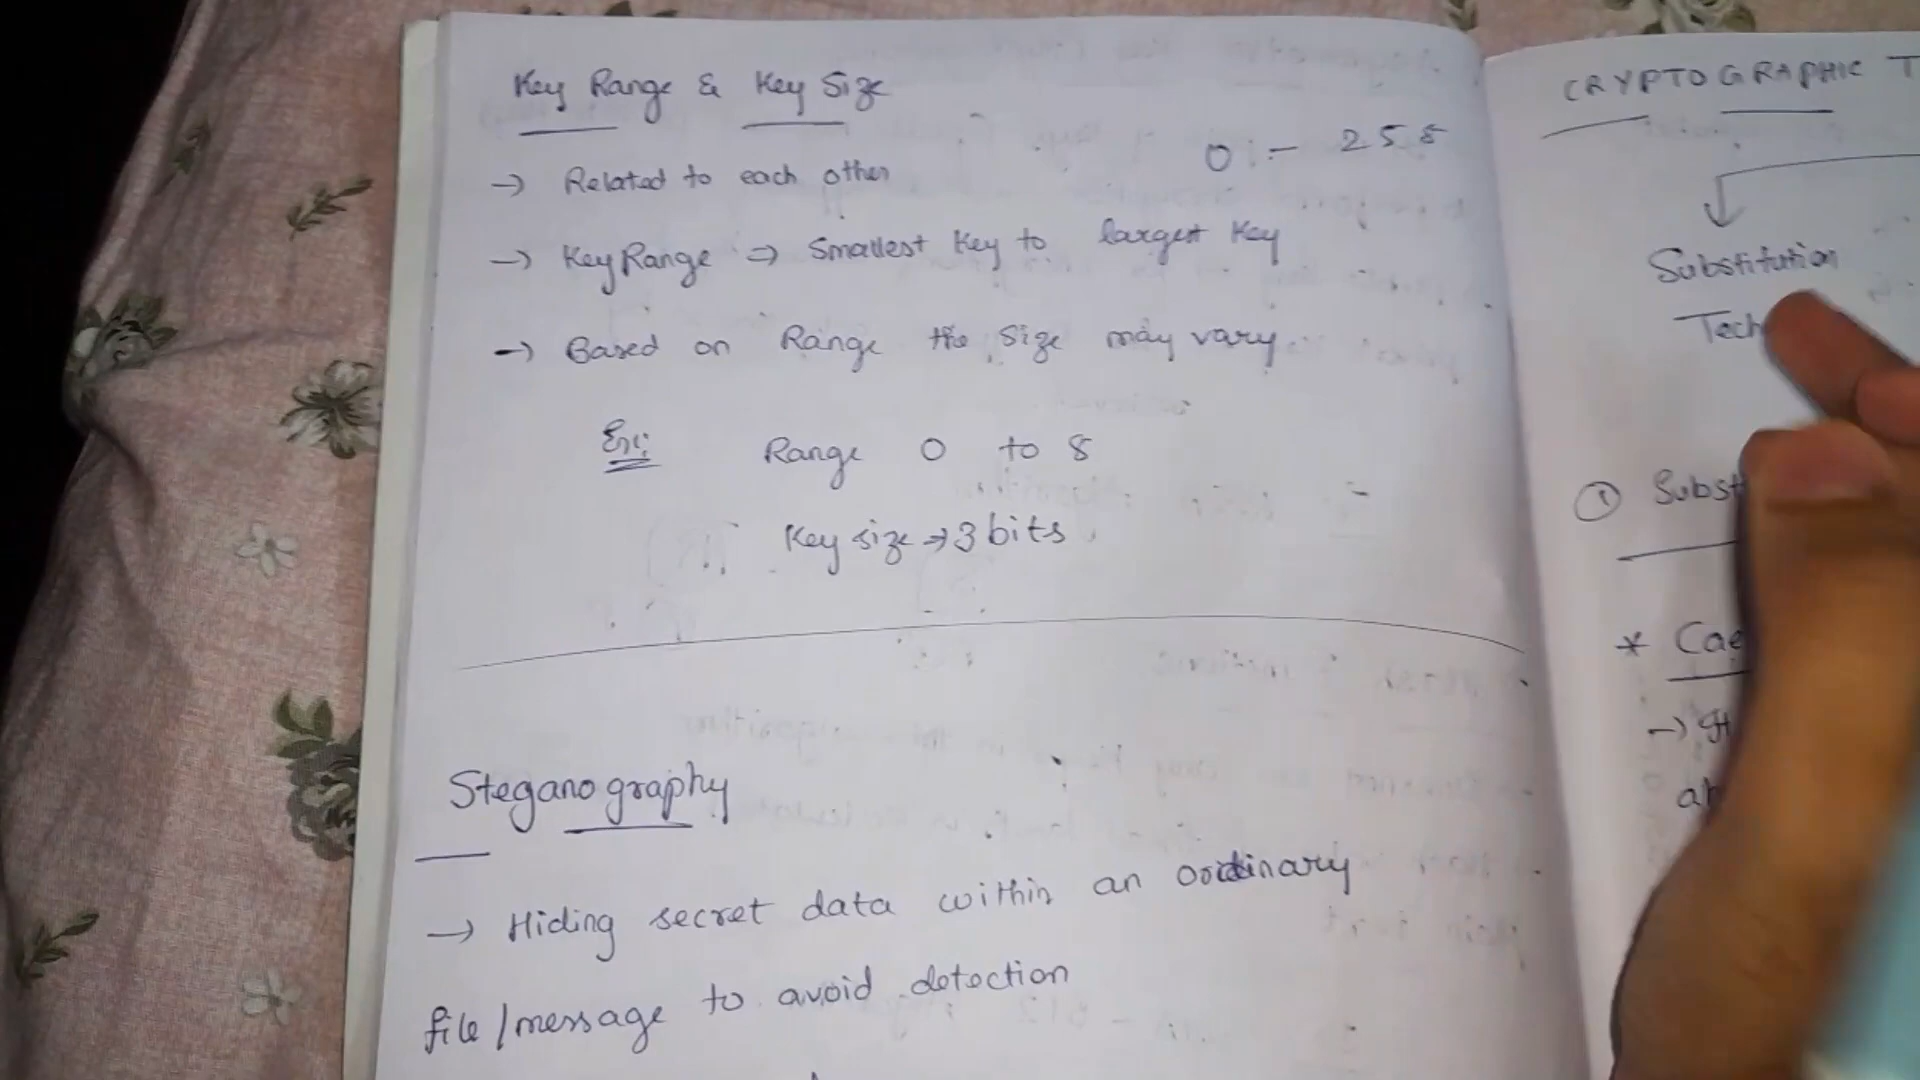 Key Range & Key Size
0 - 255
→ Related to each other
→ Key Range ⇒ Smallest Key to largest Key
→ Based on Range the size may vary
Ex:
Range 0 to 8
Key size → 3 bits
Steganography
→ Hiding secret data within an ordinary
file/message to avoid detection
CRYPTOGRAPHIC T
Substitution
Tech
① Subst
* Cae